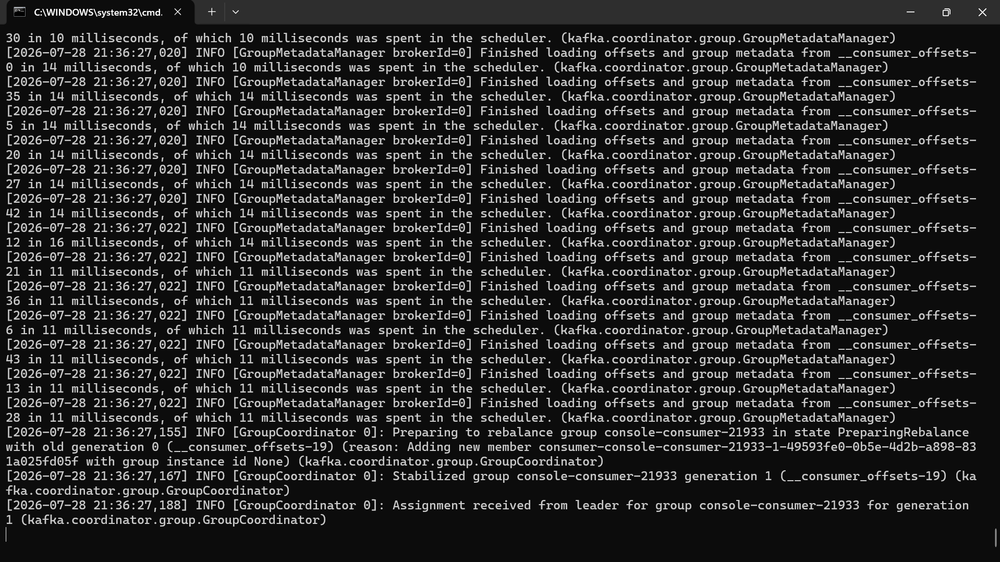 C:\WINDOWS\system32\cmd.
30 in 10 milliseconds, of which 10 milliseconds was spent in the scheduler. (kafka.coordinator.group.GroupMetadataManager)
[2026-07-28 21:36:27,020] INFO [GroupMetadataManager brokerId=0] Finished loading offsets and group metadata from __consumer_offsets-
0 in 14 milliseconds, of which 10 milliseconds was spent in the scheduler. (kafka.coordinator.group.GroupMetadataManager)
[2026-07-28 21:36:27,020] INFO [GroupMetadataManager brokerId=0] Finished loading offsets and group metadata from __consumer_offsets-
35 in 14 milliseconds, of which 14 milliseconds was spent in the scheduler. (kafka.coordinator.group.GroupMetadataManager)
[2026-07-28 21:36:27,020] INFO [GroupMetadataManager brokerId=0] Finished loading offsets and group metadata from __consumer_offsets-
5 in 14 milliseconds, of which 14 milliseconds was spent in the scheduler. (kafka.coordinator.group.GroupMetadataManager)
[2026-07-28 21:36:27,020] INFO [GroupMetadataManager brokerId=0] Finished loading offsets and group metadata from __consumer_offsets-
20 in 14 milliseconds, of which 14 milliseconds was spent in the scheduler. (kafka.coordinator.group.GroupMetadataManager)
[2026-07-28 21:36:27,020] INFO [GroupMetadataManager brokerId=0] Finished loading offsets and group metadata from __consumer_offsets-
27 in 14 milliseconds, of which 14 milliseconds was spent in the scheduler. (kafka.coordinator.group.GroupMetadataManager)
[2026-07-28 21:36:27,020] INFO [GroupMetadataManager brokerId=0] Finished loading offsets and group metadata from __consumer_offsets-
42 in 14 milliseconds, of which 14 milliseconds was spent in the scheduler. (kafka.coordinator.group.GroupMetadataManager)
[2026-07-28 21:36:27,022] INFO [GroupMetadataManager brokerId=0] Finished loading offsets and group metadata from __consumer_offsets-
12 in 16 milliseconds, of which 14 milliseconds was spent in the scheduler. (kafka.coordinator.group.GroupMetadataManager)
[2026-07-28 21:36:27,022] INFO [GroupMetadataManager brokerId=0] Finished loading offsets and group metadata from __consumer_offsets-
21 in 11 milliseconds, of which 11 milliseconds was spent in the scheduler. (kafka.coordinator.group.GroupMetadataManager)
[2026-07-28 21:36:27,022] INFO [GroupMetadataManager brokerId=0] Finished loading offsets and group metadata from __consumer_offsets-
36 in 11 milliseconds, of which 11 milliseconds was spent in the scheduler. (kafka.coordinator.group.GroupMetadataManager)
[2026-07-28 21:36:27,022] INFO [GroupMetadataManager brokerId=0] Finished loading offsets and group metadata from __consumer_offsets-
6 in 11 milliseconds, of which 11 milliseconds was spent in the scheduler. (kafka.coordinator.group.GroupMetadataManager)
[2026-07-28 21:36:27,022] INFO [GroupMetadataManager brokerId=0] Finished loading offsets and group metadata from __consumer_offsets-
43 in 11 milliseconds, of which 11 milliseconds was spent in the scheduler. (kafka.coordinator.group.GroupMetadataManager)
[2026-07-28 21:36:27,022] INFO [GroupMetadataManager brokerId=0] Finished loading offsets and group metadata from __consumer_offsets-
13 in 11 milliseconds, of which 11 milliseconds was spent in the scheduler. (kafka.coordinator.group.GroupMetadataManager)
[2026-07-28 21:36:27,022] INFO [GroupMetadataManager brokerId=0] Finished loading offsets and group metadata from __consumer_offsets-
28 in 11 milliseconds, of which 11 milliseconds was spent in the scheduler. (kafka.coordinator.group.GroupMetadataManager)
[2026-07-28 21:36:27,155] INFO [GroupCoordinator 0]: Preparing to rebalance group console-consumer-21933 in state PreparingRebalance
with old generation 0 (__consumer_offsets-19) (reason: Adding new member consumer-console-consumer-21933-1-49593fe0-0b5e-4d2b-a898-83
1a025fd05f with group instance id None) (kafka.coordinator.group.GroupCoordinator)
[2026-07-28 21:36:27,167] INFO [GroupCoordinator 0]: Stabilized group console-consumer-21933 generation 1 (__consumer_offsets-19) (ka
fka.coordinator.group.GroupCoordinator)
[2026-07-28 21:36:27,188] INFO [GroupCoordinator 0]: Assignment received from leader for group console-consumer-21933 for generation
1 (kafka.coordinator.group.GroupCoordinator)